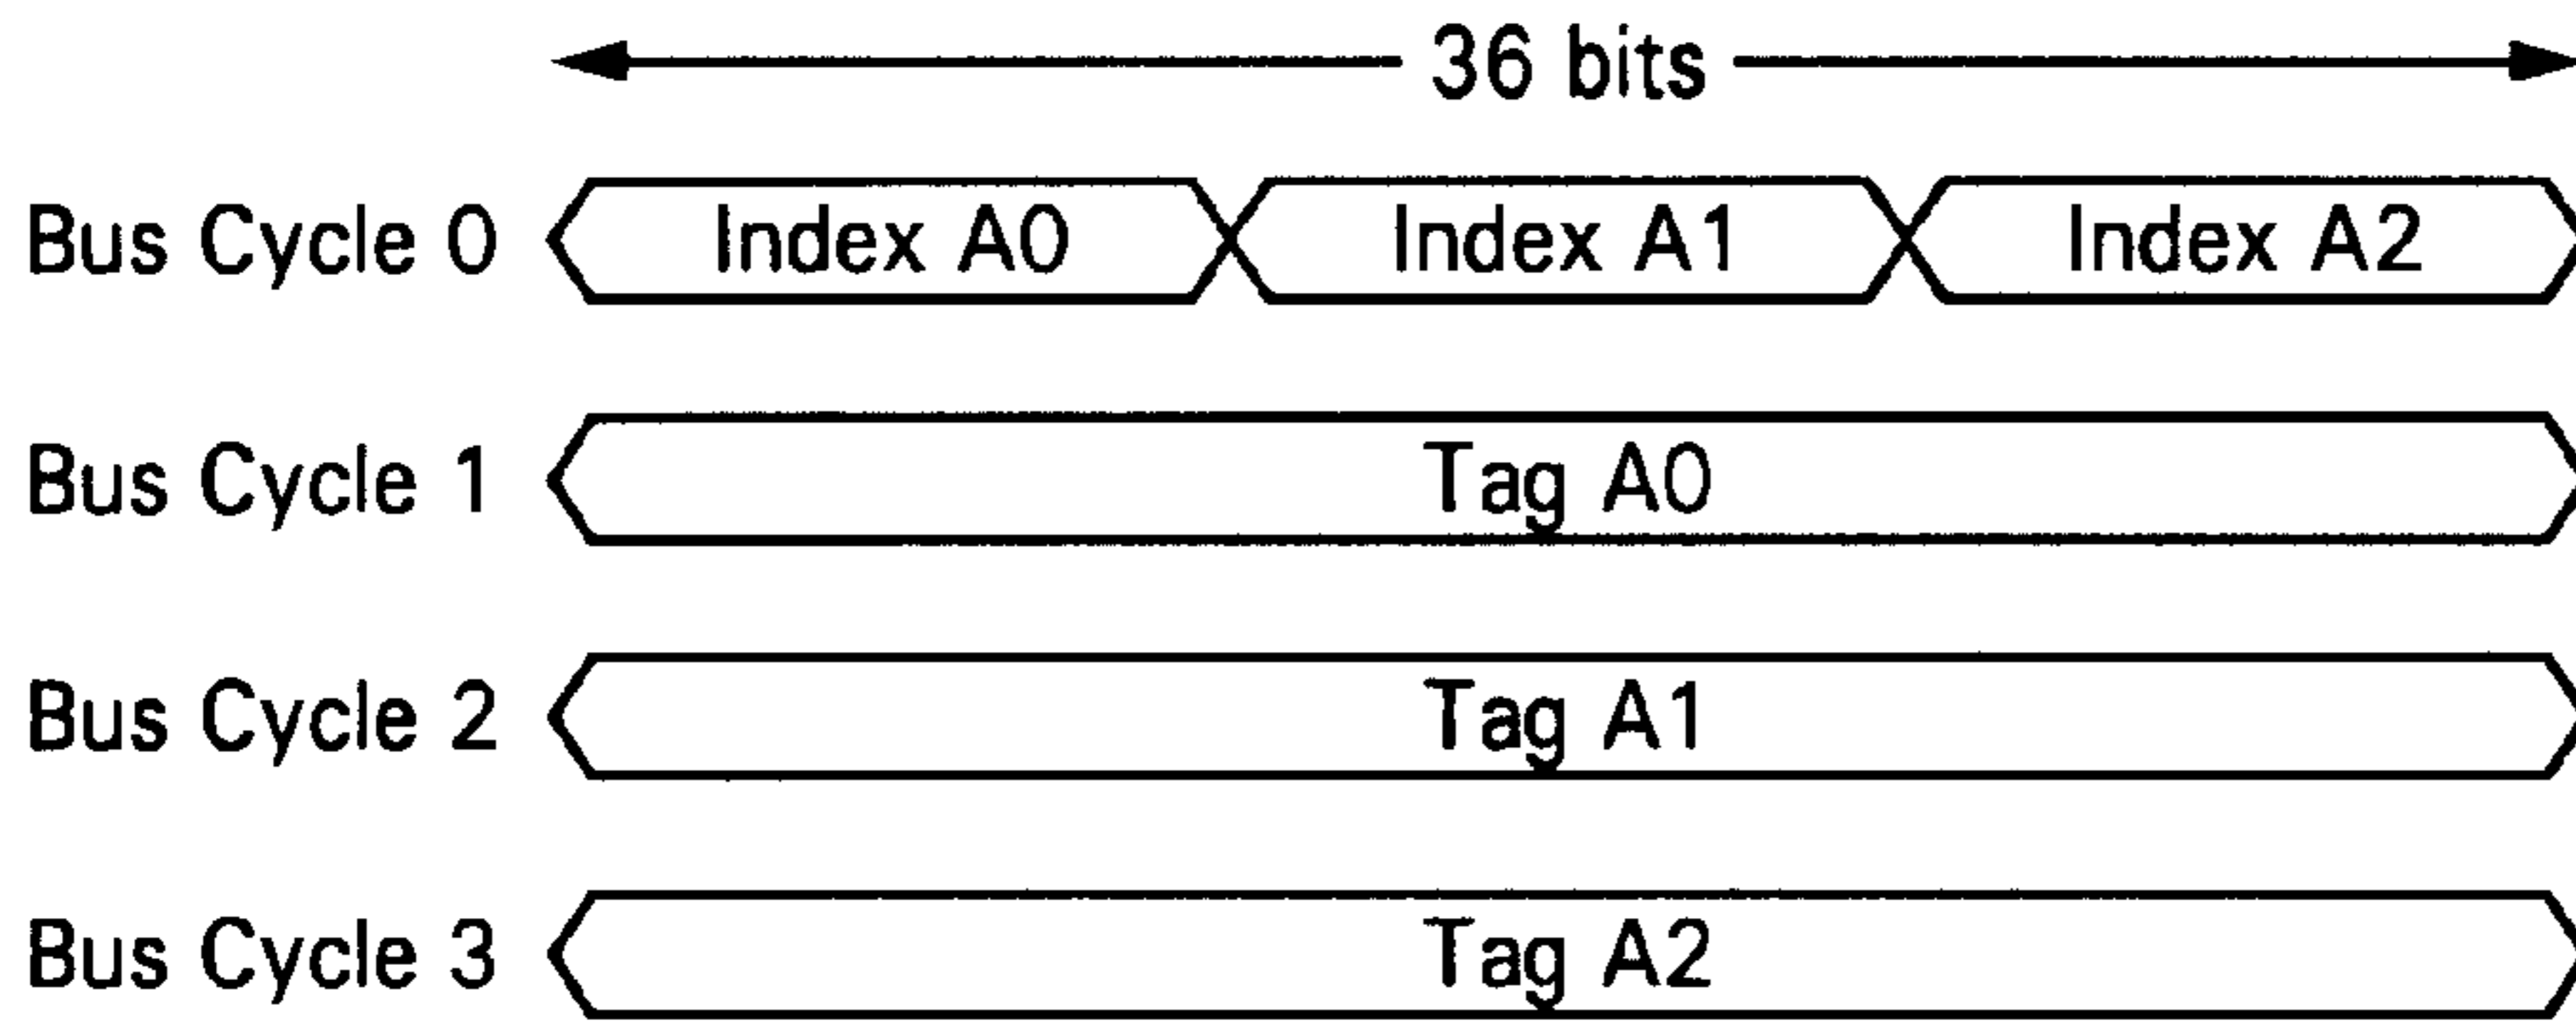 36 bits
Bus Cycle 0 Index A0 Index A1 Index A2
Bus Cycle 1 Tag A0
Bus Cycle 2 Tag A1
Bus Cycle 3 Tag A2